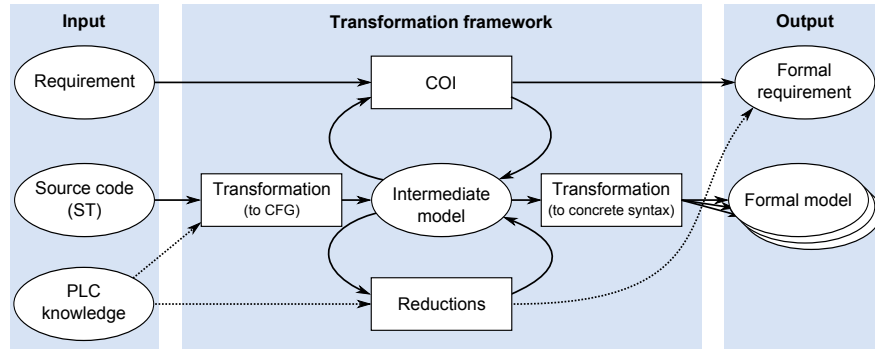 Input
Transformation framework
Output
Requirement
COI
Formal
requirement
Source code
(ST)
Transformation
(to CFG)
Intermediate
model
Transformation
(to concrete syntax)
Formal model
PLC
knowledge
Reductions